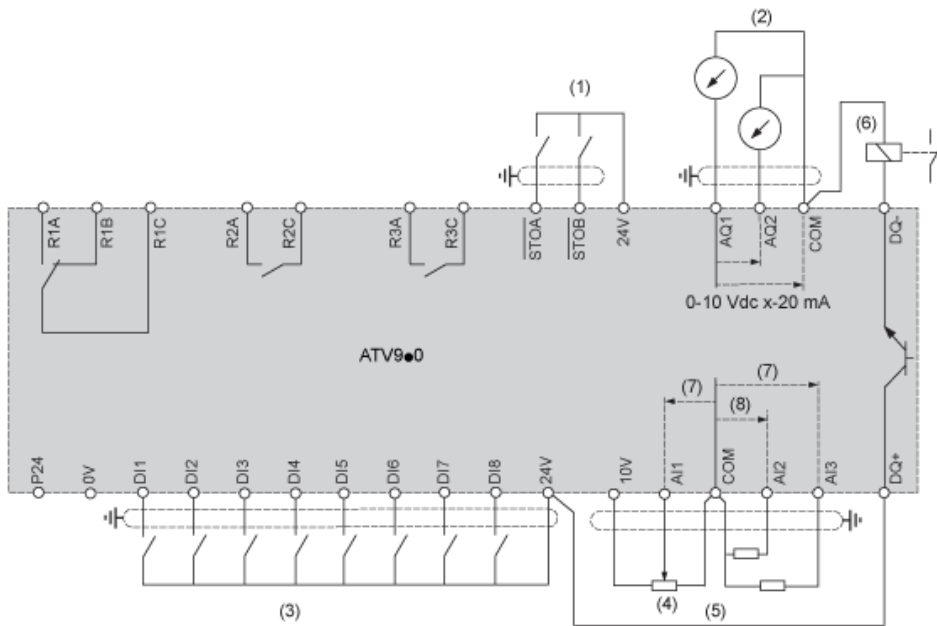 (2)
(1)
(6)
R1A
R1B
R1C
R2A
R2C
R3A
R3C
STOA
STOB
24V
AQ1
AQ2
COM
DQ-
0-10 Vdc x-20 mA
ATV9●0
(7)
(7)
(8)
P24
0V
DI1
DI2
DI3
DI4
DI5
DI6
DI7
DI8
24V
10V
AI1
COM
AI2
AI3
DQ+
(3)
(4)
(5)